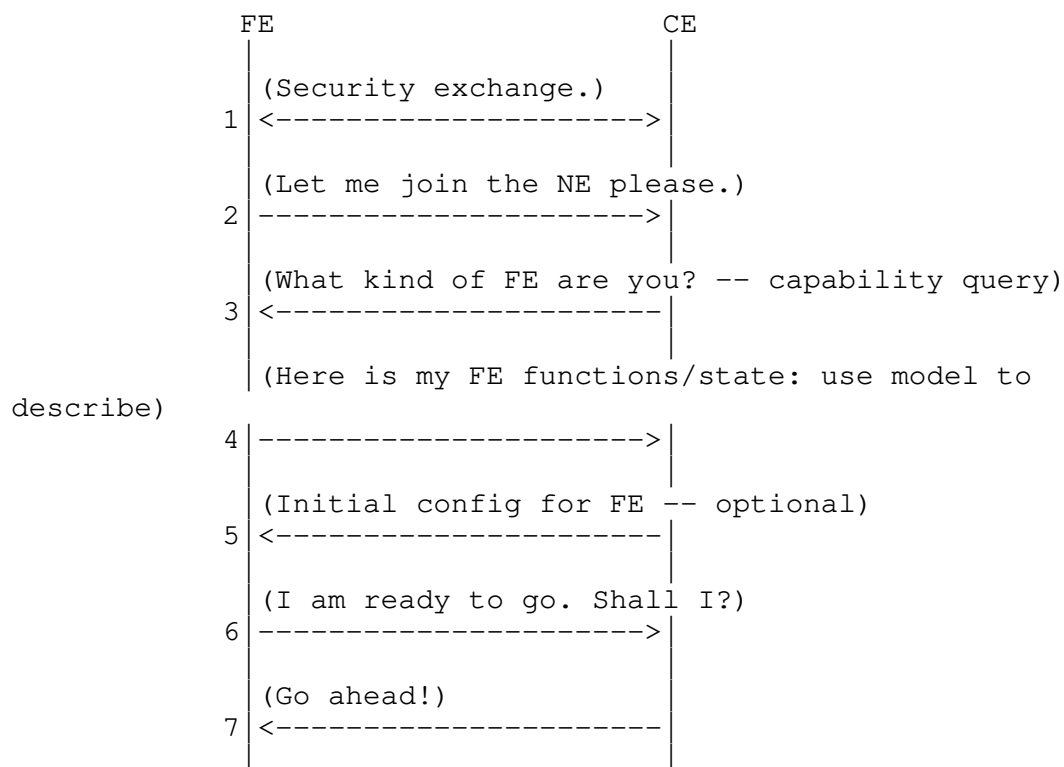 FE CE
(Security exchange.)
1|<--------------------->|
(Let me join the NE please.)
2|---------------------->|
(What kind of FE are you? -- capability query)
3|<----------------------|
(Here is my FE functions/state: use model to
describe)
4|---------------------->|
(Initial config for FE -- optional)
5|<----------------------|
(I am ready to go. Shall I?)
6|---------------------->|
(Go ahead!)
7|<----------------------|